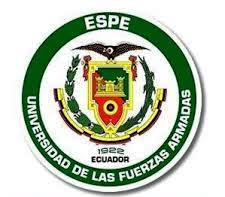 ESPE
UNIVERSIDAD DE LAS FUERZAS ARMADAS
1922
ECUADOR